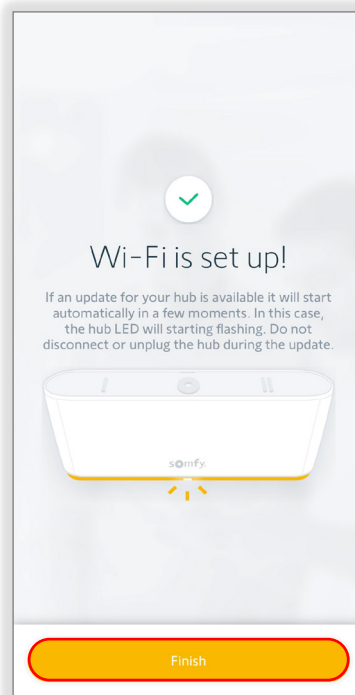 Wi-Fi is set up!
If an update for your hub is available it will start
automatically in a few moments. In this case,
the hub LED will starting flashing. Do not
disconnect or unplug the hub during the update.
somfy.
Finish